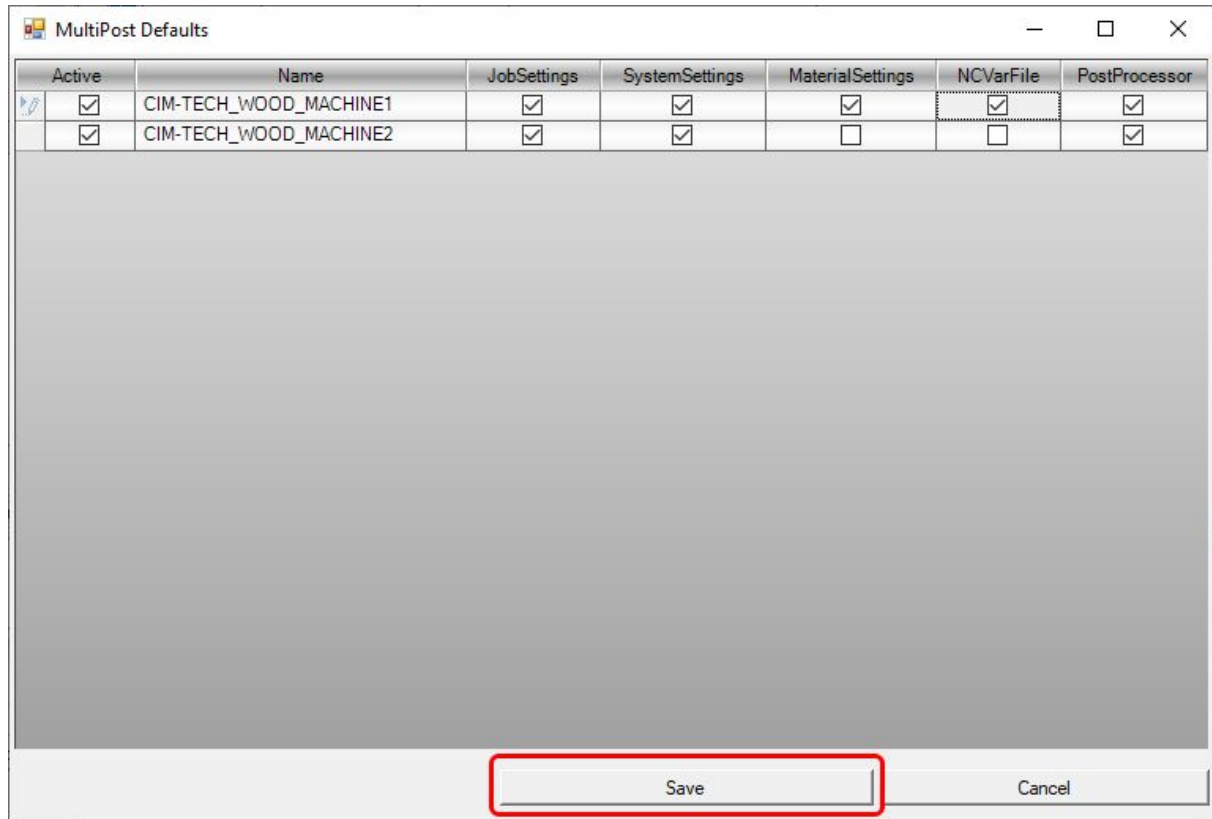 MultiPost Defaults
Active Name JobSettings SystemSettings MaterialSettings NCVarFile PostProcessor
CIM-TECH_WOOD_MACHINE1
CIM-TECH_WOOD_MACHINE2
Save Cancel